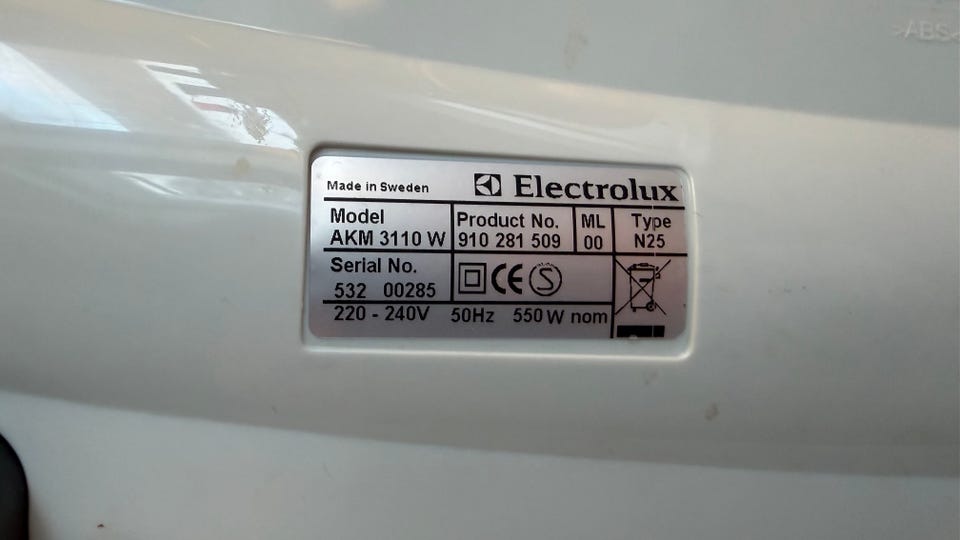 >ABS<
Made in Sweden Electrolux
Model Product No. ML Type
AKM 3110 W 910 281 509 00 N25
Serial No.
532 00285 CE S
220 - 240V 50Hz 550 W nom